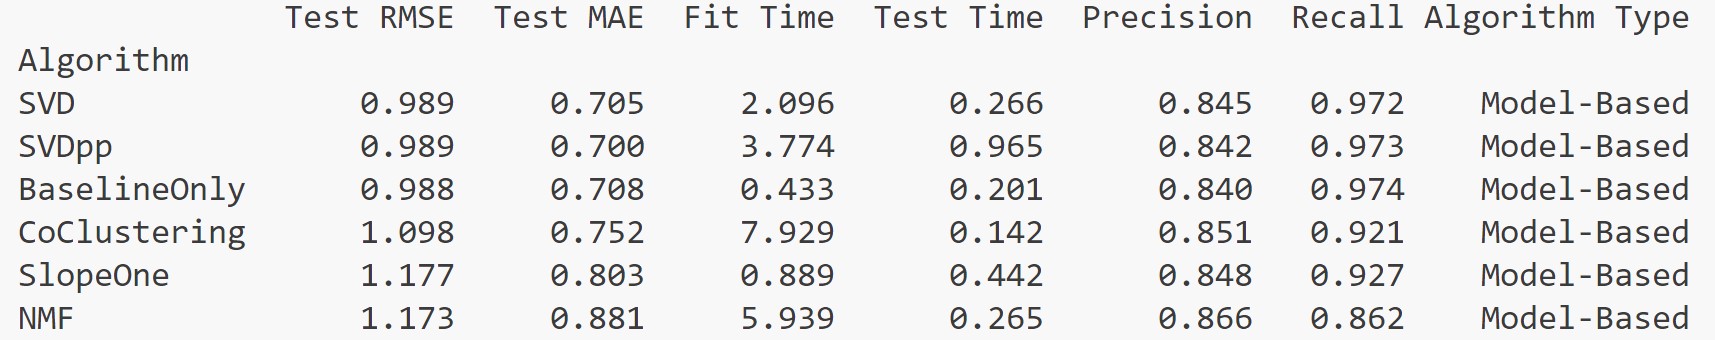 Test RMSE Test MAE Fit Time Test Time Precision Recall Algorithm Type
Algorithm
SVD 0.989 0.705 2.096 0.266 0.845 0.972 Model-Based
SVDpp 0.989 0.700 3.774 0.965 0.842 0.973 Model-Based
BaselineOnly 0.988 0.708 0.433 0.201 0.840 0.974 Model-Based
CoClustering 1.098 0.752 7.929 0.142 0.851 0.921 Model-Based
SlopeOne 1.177 0.803 0.889 0.442 0.848 0.927 Model-Based
NMF 1.173 0.881 5.939 0.265 0.866 0.862 Model-Based